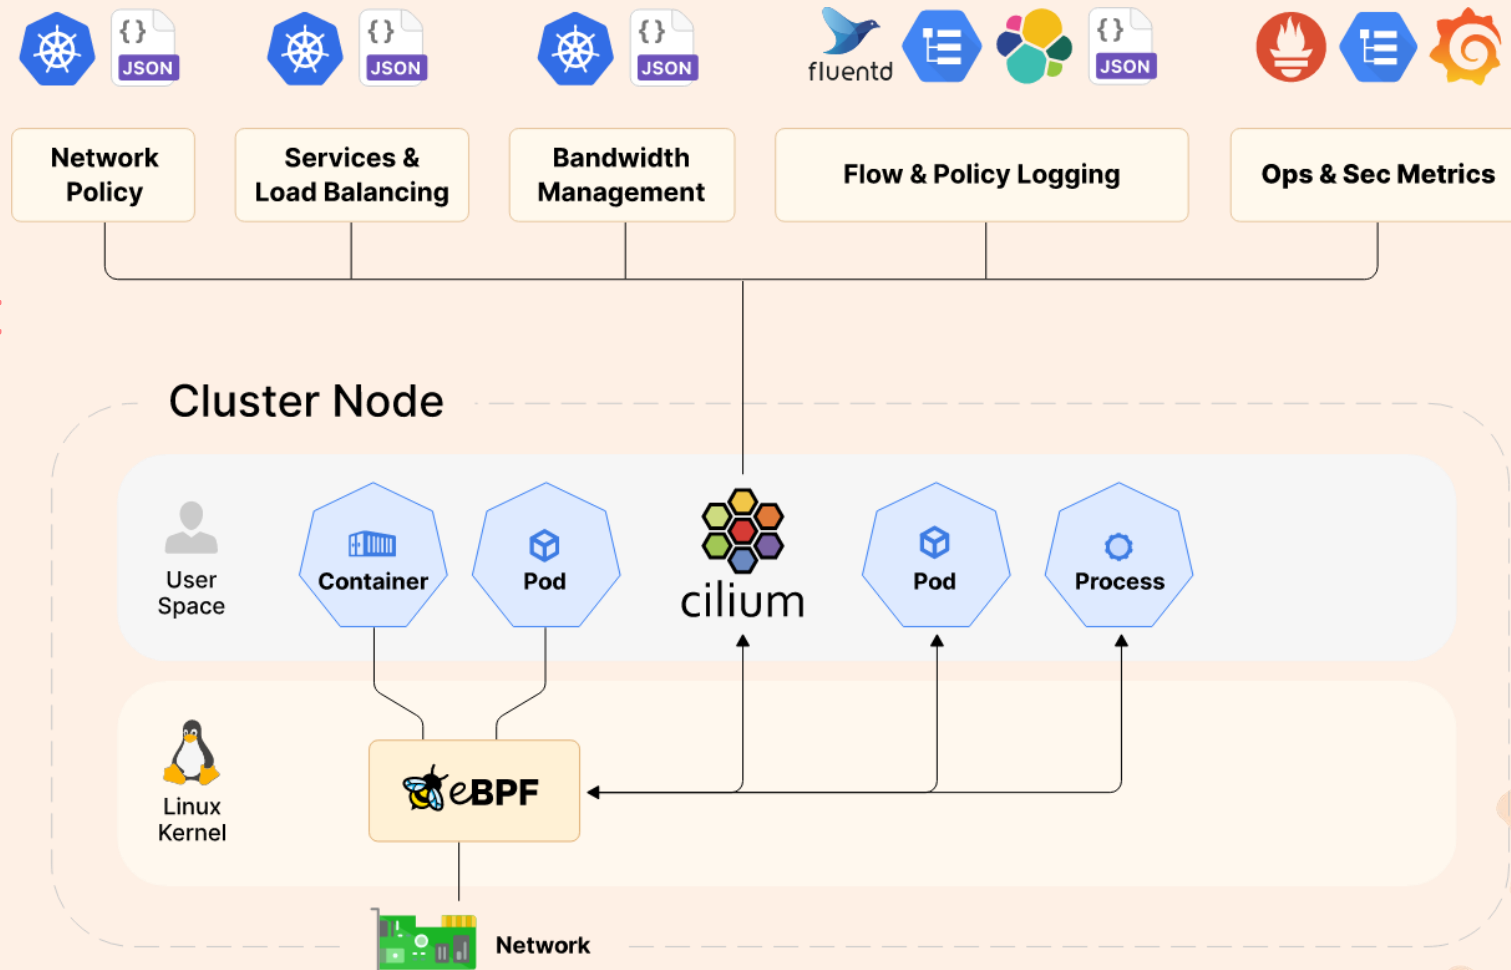 {} JSON
{} JSON
{} JSON
fluentd
{} JSON
Network
Policy
Services &
Load Balancing
Bandwidth
Management
Flow & Policy Logging
Ops & Sec Metrics
Cluster Node
User
Space
Container
Pod
cilium
Pod
Process
Linux
Kernel
eBPF
Network